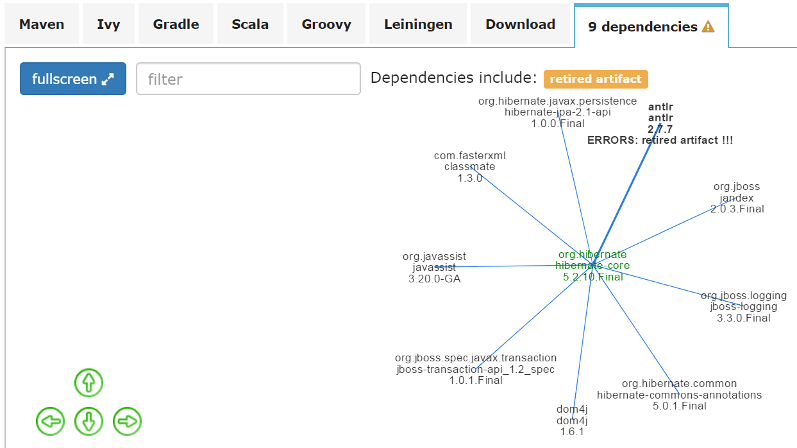 Maven
Ivy
Gradle
Scala
Groovy
Leiningen
Download
9 dependencies
fullscreen
filter
Dependencies include:
retired artifact
org.hibernate.javax.persistence
hibernate-jpa-2.1-api
1.0.0.Final
antlr
antlr
2.7.7
ERRORS: retired artifact !!!
com.fasterxml
classmate
1.3.0
org.jboss
jandex
2.0.3.Final
org.javassist
javassist
3.20.0-GA
org.hibernate
hibernate-core
5.2.10.Final
org.jboss.logging
jboss-logging
3.3.0.Final
org.jboss.spec.javax.transaction
jboss-transaction-api_1.2_spec
1.0.1.Final
org.hibernate.common
hibernate-commons-annotations
5.0.1.Final
dom4j
dom4j
1.6.1